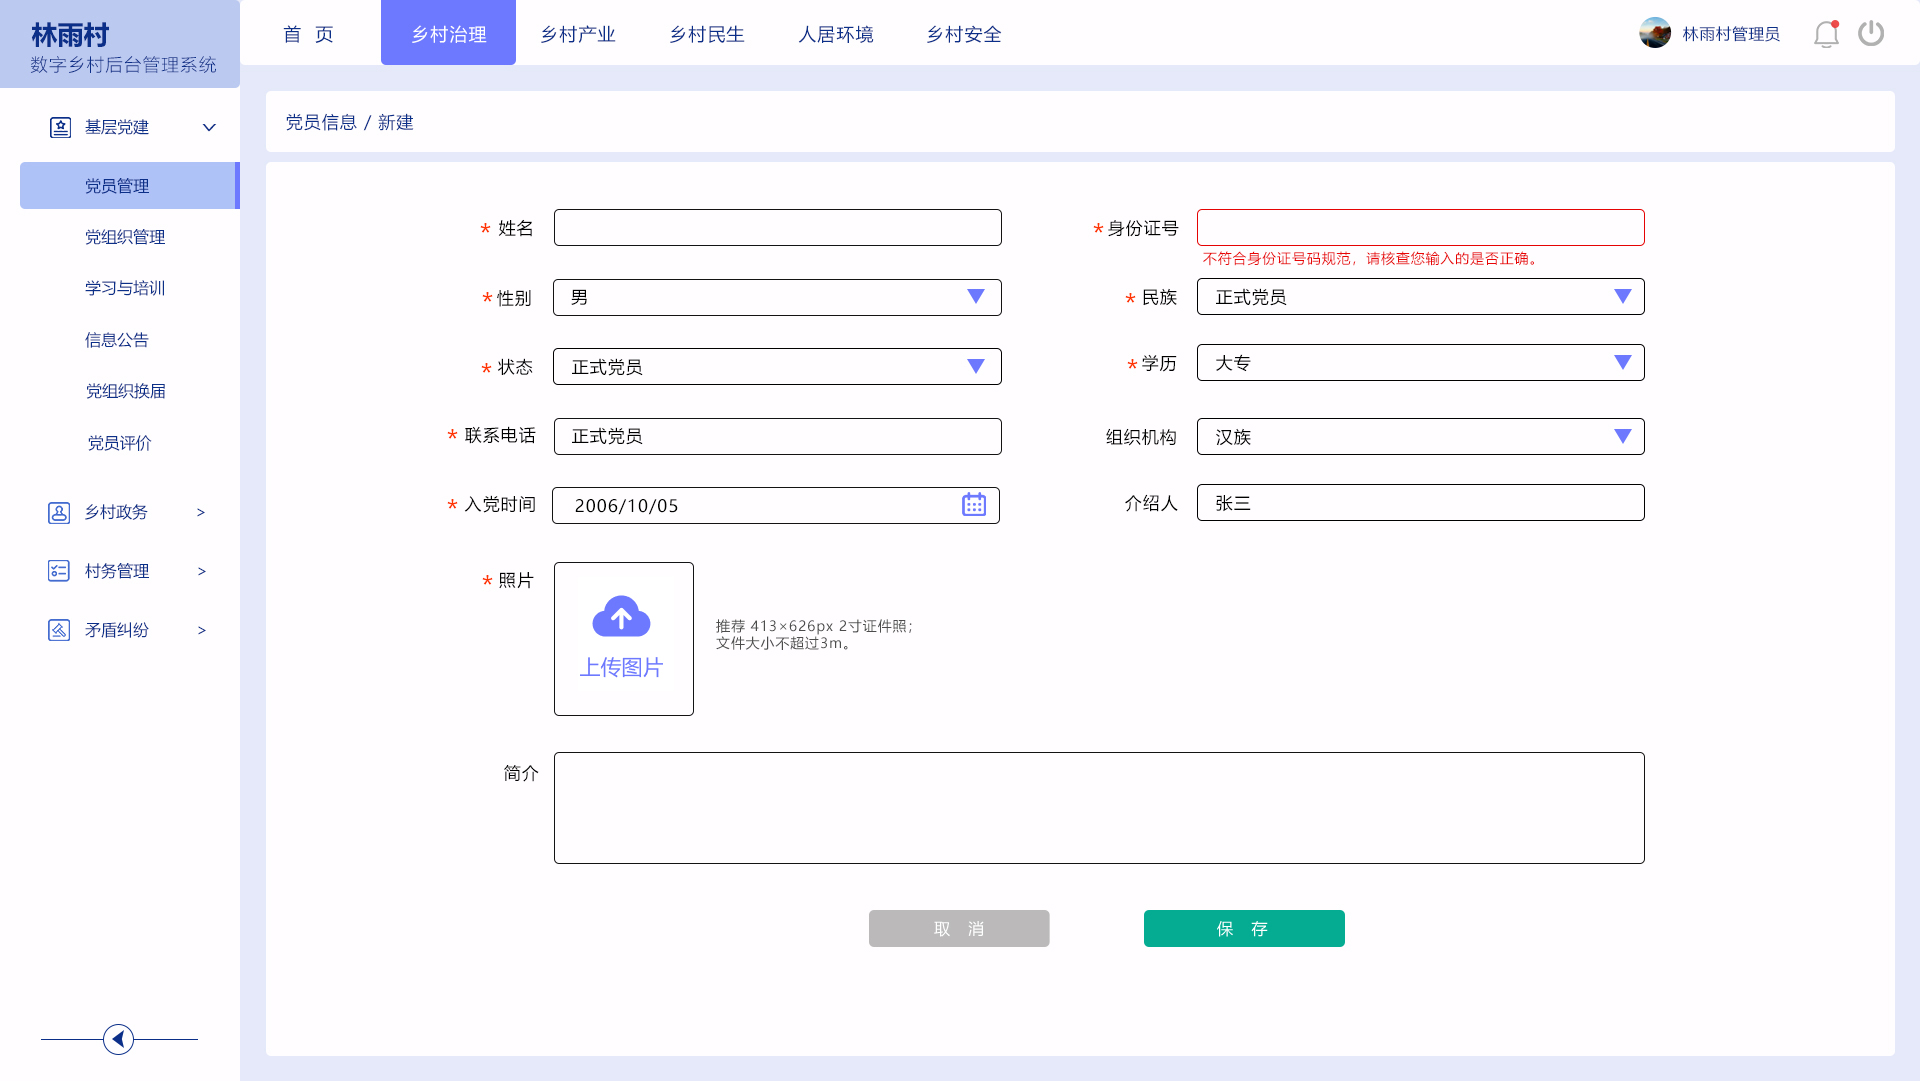 林雨村
数字乡村后台管理系统
首 页
乡村治理
乡村产业
乡村民生
人居环境
乡村安全
林雨村管理员
基层党建
党员管理
党组织管理
学习与培训
信息公告
党组织换届
党员评价
乡村政务 >
村务管理 >
矛盾纠纷 >
党员信息 / 新建
* 姓名
* 身份证号
不符合身份证号码规范，请核查您输入的是否正确。
* 性别 男
* 民族 正式党员
* 状态 正式党员
* 学历 大专
* 联系电话 正式党员
组织机构 汉族
* 入党时间 2006/10/05
介绍人 张三
* 照片
上传图片
推荐 413×626px 2寸证件照；
文件大小不超过3m。
简介
取 消
保 存